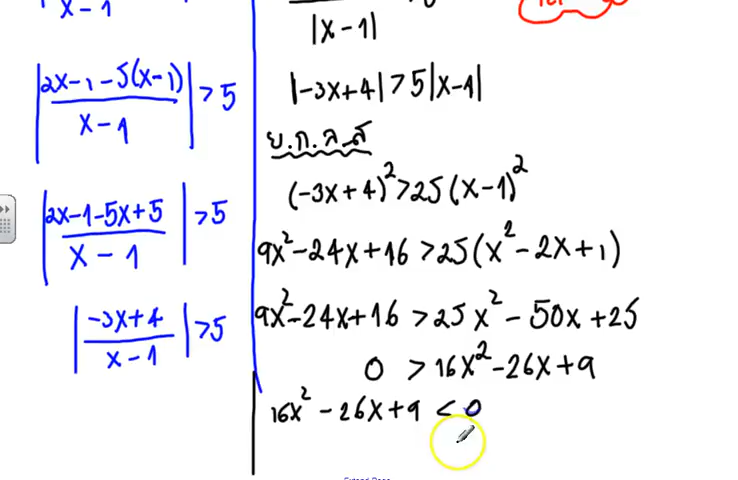 x-1
|2x-1-5(x-1)/x-1| > 5
|2x-1-5x+5/x-1| > 5
|-3x+4/x-1| > 5
|x-1|
|-3x+4| > 5|x-1|
ย.ก.ล.ส์
(-3x+4)² > 25(x-1)²
9x²-24x+16 > 25(x²-2x+1)
9x²-24x+16 > 25x²-50x+25
0 > 16x²-26x+9
16x²-26x+9 < 0